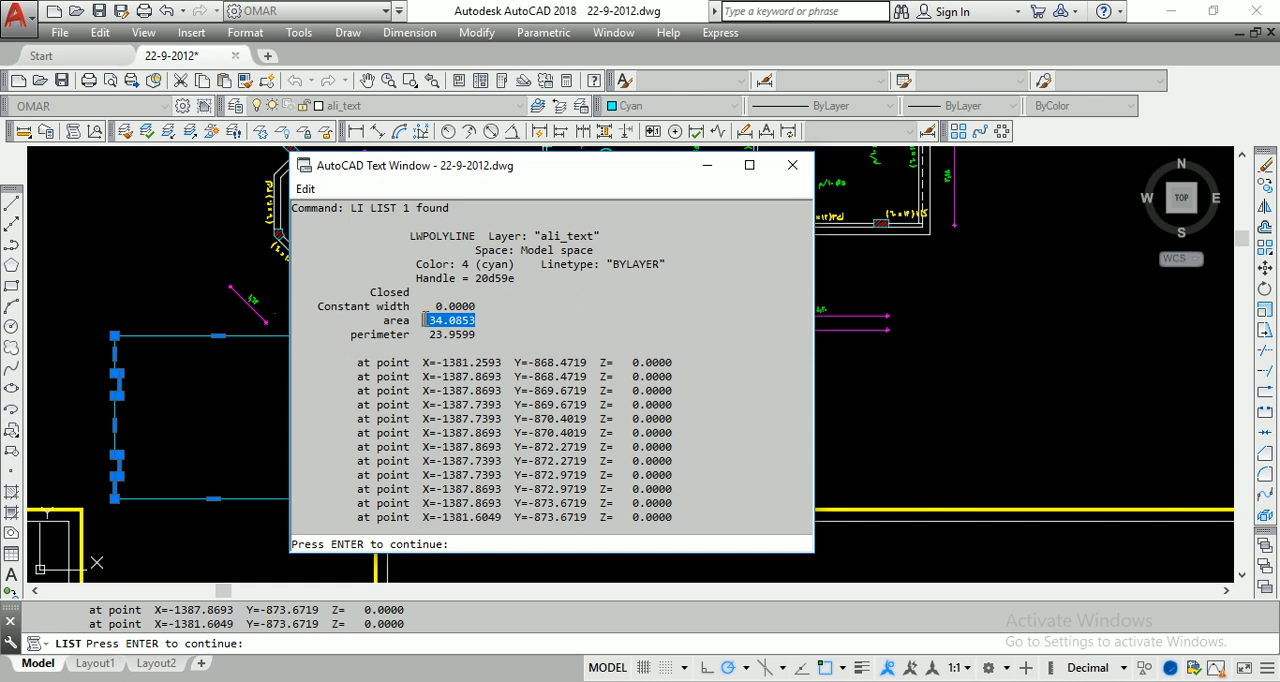 OMAR
Autodesk AutoCAD 2018 22-9-2012.dwg
Type a keyword or phrase
Sign In
File Edit View Insert Format Tools Draw Dimension Modify Parametric Window Help Express
Start
22-9-2012*
OMAR
ali_text
Cyan
ByLayer
ByLayer
ByColor
AutoCAD Text Window - 22-9-2012.dwg
Edit
Command: LI LIST 1 found
LWPOLYLINE Layer: "ali_text"
Space: Model space
Color: 4 (cyan) Linetype: "BYLAYER"
Handle = 20d59e
Closed
Constant width 0.0000
area 34.0853
perimeter 23.9599
at point X=-1381.2593 Y=-868.4719 Z= 0.0000
at point X=-1387.8693 Y=-868.4719 Z= 0.0000
at point X=-1387.8693 Y=-869.6719 Z= 0.0000
at point X=-1387.7393 Y=-869.6719 Z= 0.0000
at point X=-1387.7393 Y=-870.4019 Z= 0.0000
at point X=-1387.8693 Y=-870.4019 Z= 0.0000
at point X=-1387.8693 Y=-872.2719 Z= 0.0000
at point X=-1387.7393 Y=-872.2719 Z= 0.0000
at point X=-1387.7393 Y=-872.9719 Z= 0.0000
at point X=-1387.8693 Y=-872.9719 Z= 0.0000
at point X=-1387.8693 Y=-873.6719 Z= 0.0000
at point X=-1381.6049 Y=-873.6719 Z= 0.0000
Press ENTER to continue:
N
W TOP E
S
WCS
Y
X
at point X=-1387.8693 Y=-873.6719 Z= 0.0000
at point X=-1381.6049 Y=-873.6719 Z= 0.0000
LIST Press ENTER to continue:
Activate Windows
Go to Settings to activate Windows.
Model Layout1 Layout2
MODEL
1:1
Decimal